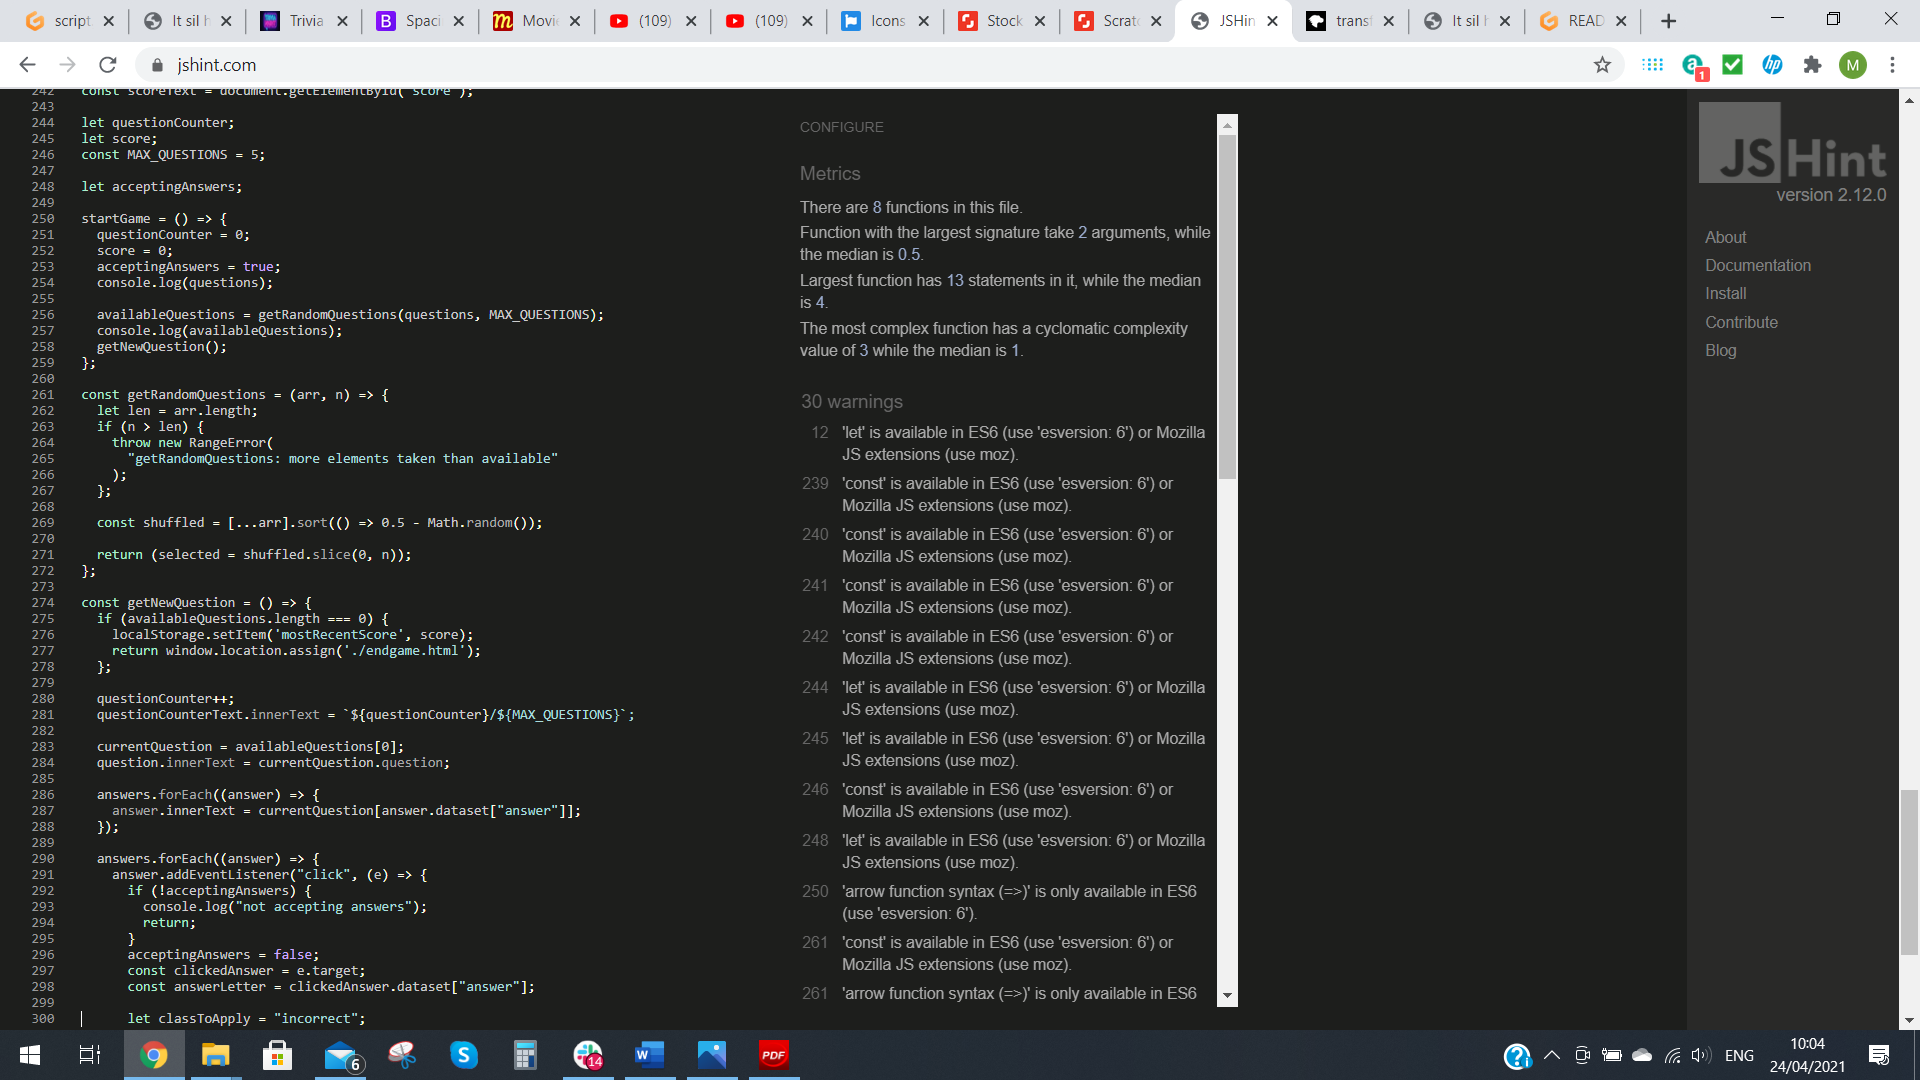 script
It sil h
Trivia
Spaci
Movie
(109)
(109)
Icons
Stock
Scratc
JSHin
trans
It sil h
READ
jshint.com
242 const scoreText = document.getElementById("score");
243
244 let questionCounter;
245 let score;
246 const MAX_QUESTIONS = 5;
247
248 let acceptingAnswers;
249
250 startGame = () => {
251 questionCounter = 0;
252 score = 0;
253 acceptingAnswers = true;
254 console.log(questions);
255
256 availableQuestions = getRandomQuestions(questions, MAX_QUESTIONS);
257 console.log(availableQuestions);
258 getNewQuestion();
259 };
260
261 const getRandomQuestions = (arr, n) => {
262 let len = arr.length;
263 if (n > len) {
264 throw new RangeError(
265 "getRandomQuestions: more elements taken than available"
266 );
267 };
268
269 const shuffled = [...arr].sort(() => 0.5 - Math.random());
270
271 return (selected = shuffled.slice(0, n));
272 };
273
274 const getNewQuestion = () => {
275 if (availableQuestions.length === 0) {
276 localStorage.setItem('mostRecentScore', score);
277 return window.location.assign('./endgame.html');
278 };
279
280 questionCounter++;
281 questionCounterText.innerText = `${questionCounter}/${MAX_QUESTIONS}`;
282
283 currentQuestion = availableQuestions[0];
284 question.innerText = currentQuestion.question;
285
286 answers.forEach((answer) => {
287 answer.innerText = currentQuestion[answer.dataset["answer"]];
288 });
289
290 answers.forEach((answer) => {
291 answer.addEventListener("click", (e) => {
292 if (!acceptingAnswers) {
293 console.log("not accepting answers");
294 return;
295 }
296 acceptingAnswers = false;
297 const clickedAnswer = e.target;
298 const answerLetter = clickedAnswer.dataset["answer"];
299
300 let classToApply = "incorrect";
CONFIGURE
Metrics
There are 8 functions in this file.
Function with the largest signature take 2 arguments, while
the median is 0.5.
Largest function has 13 statements in it, while the median
is 4.
The most complex function has a cyclomatic complexity
value of 3 while the median is 1.
30 warnings
12 'let' is available in ES6 (use 'esversion: 6') or Mozilla
JS extensions (use moz).
239 'const' is available in ES6 (use 'esversion: 6') or
Mozilla JS extensions (use moz).
240 'const' is available in ES6 (use 'esversion: 6') or
Mozilla JS extensions (use moz).
241 'const' is available in ES6 (use 'esversion: 6') or
Mozilla JS extensions (use moz).
242 'const' is available in ES6 (use 'esversion: 6') or
Mozilla JS extensions (use moz).
244 'let' is available in ES6 (use 'esversion: 6') or Mozilla
JS extensions (use moz).
245 'let' is available in ES6 (use 'esversion: 6') or Mozilla
JS extensions (use moz).
246 'const' is available in ES6 (use 'esversion: 6') or
Mozilla JS extensions (use moz).
248 'let' is available in ES6 (use 'esversion: 6') or Mozilla
JS extensions (use moz).
250 'arrow function syntax (=>)' is only available in ES6
(use 'esversion: 6').
261 'const' is available in ES6 (use 'esversion: 6') or
Mozilla JS extensions (use moz).
261 'arrow function syntax (=>)' is only available in ES6
JSHint
version 2.12.0
About
Documentation
Install
Contribute
Blog
6
14
PDF
ENG
10:04
24/04/2021